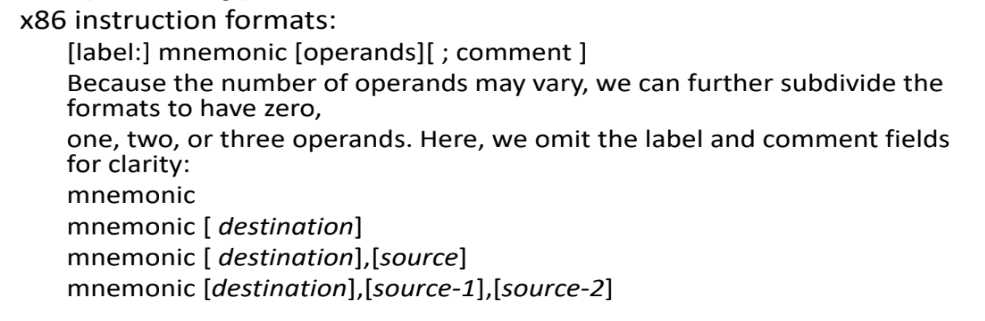 x86 instruction formats:
[label:] mnemonic [operands][ ; comment ]
Because the number of operands may vary, we can further subdivide the
formats to have zero,
one, two, or three operands. Here, we omit the label and comment fields
for clarity:
mnemonic
mnemonic [ destination]
mnemonic [ destination],[source]
mnemonic [destination],[source-1],[source-2]